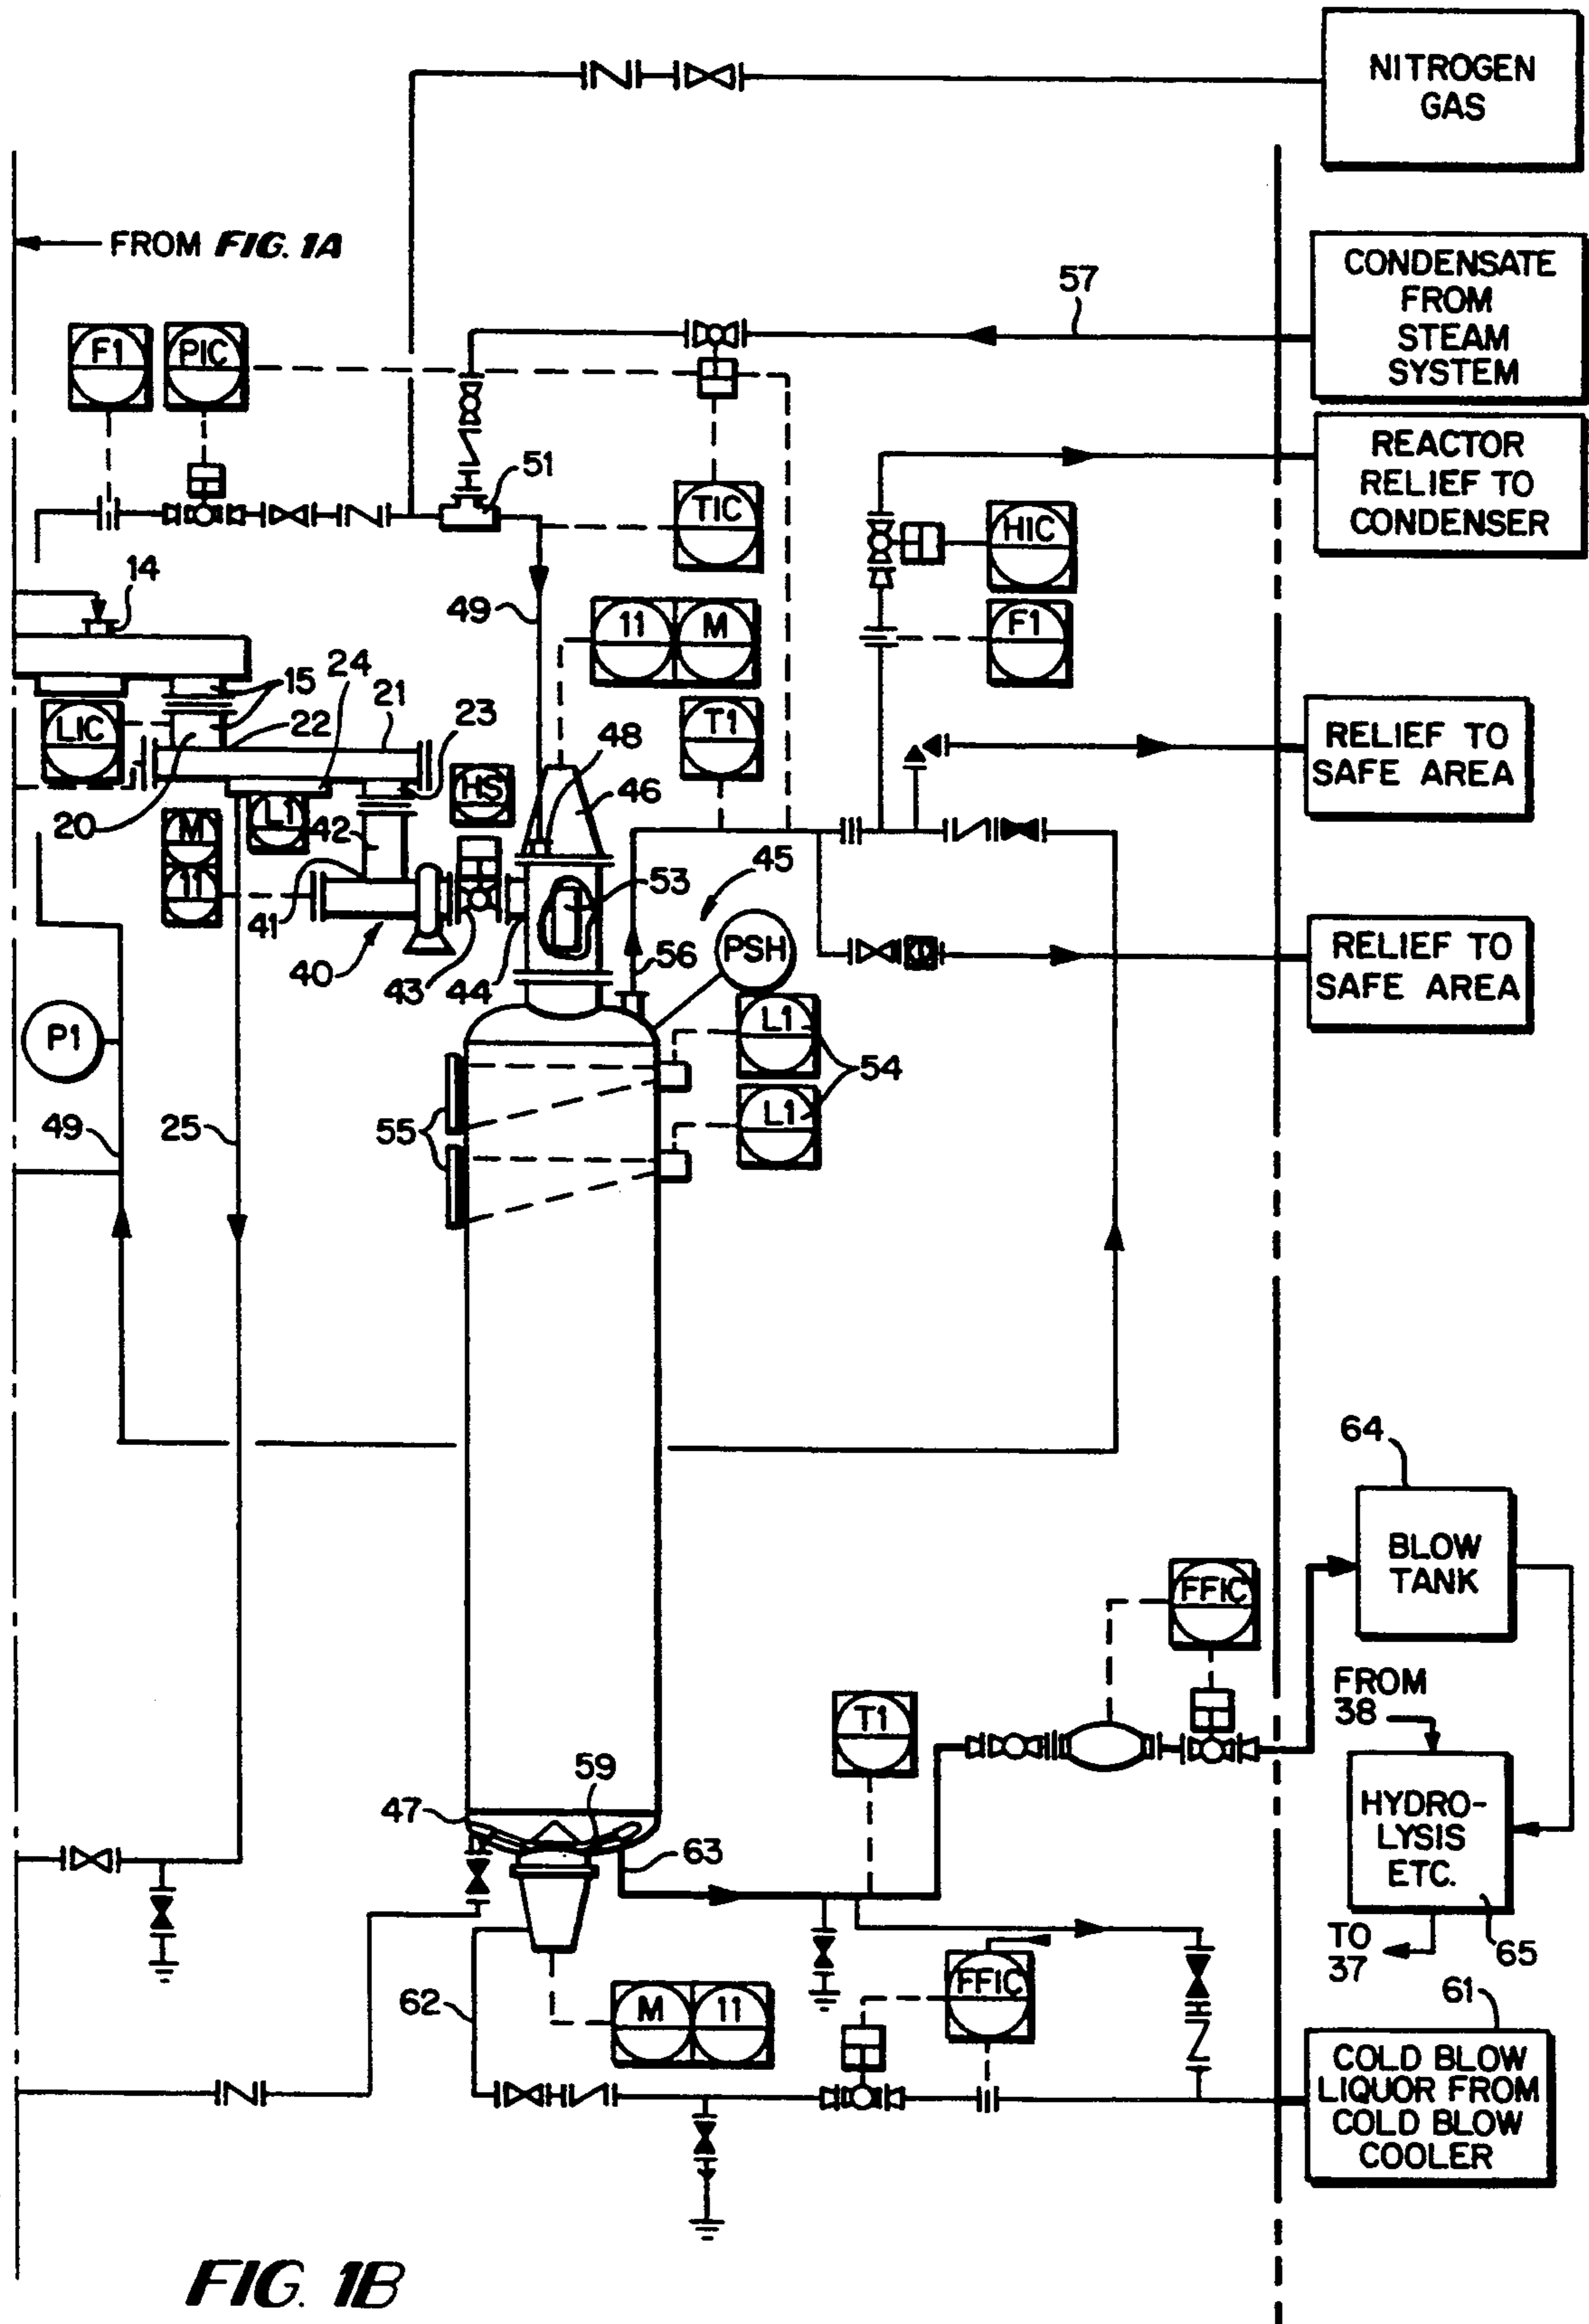 NITROGEN
GAS
FROM FIG. 1A
57
CONDENSATE
FROM
STEAM
SYSTEM
F1
PIC
REACTOR
RELIEF TO
CONDENSER
51
TIC
HIC
14
49
11
M
F1
15
24
21
LIC
22
23
T1
48
RELIEF TO
SAFE AREA
HS
46
20
M
L1
42
11
41
53
45
PSH
56
40
43
44
RELIEF TO
SAFE AREA
P1
L1
54
49
25
55
L1
64
BLOW
TANK
FFIC
FROM
38
T1
59
47
HYDRO-
LYSIS
ETC.
63
TO
37
65
FFIC
62
M
11
61
COLD BLOW
LIQUOR FROM
COLD BLOW
COOLER
FIG. 1B